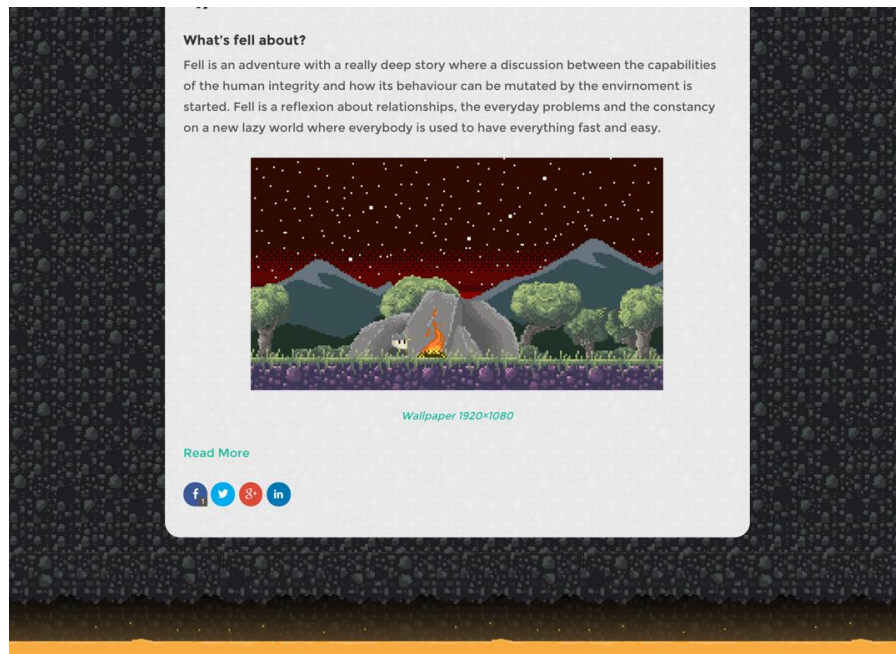 What's fell about?
Fell is an adventure with a really deep story where a discussion between the capabilities
of the human integrity and how its behaviour can be mutated by the envirnoment is
started. Fell is a reflexion about relationships, the everyday problems and the constancy
on a new lazy world where everybody is used to have everything fast and easy.
Wallpaper 1920×1080
Read More
f 1 8+ in